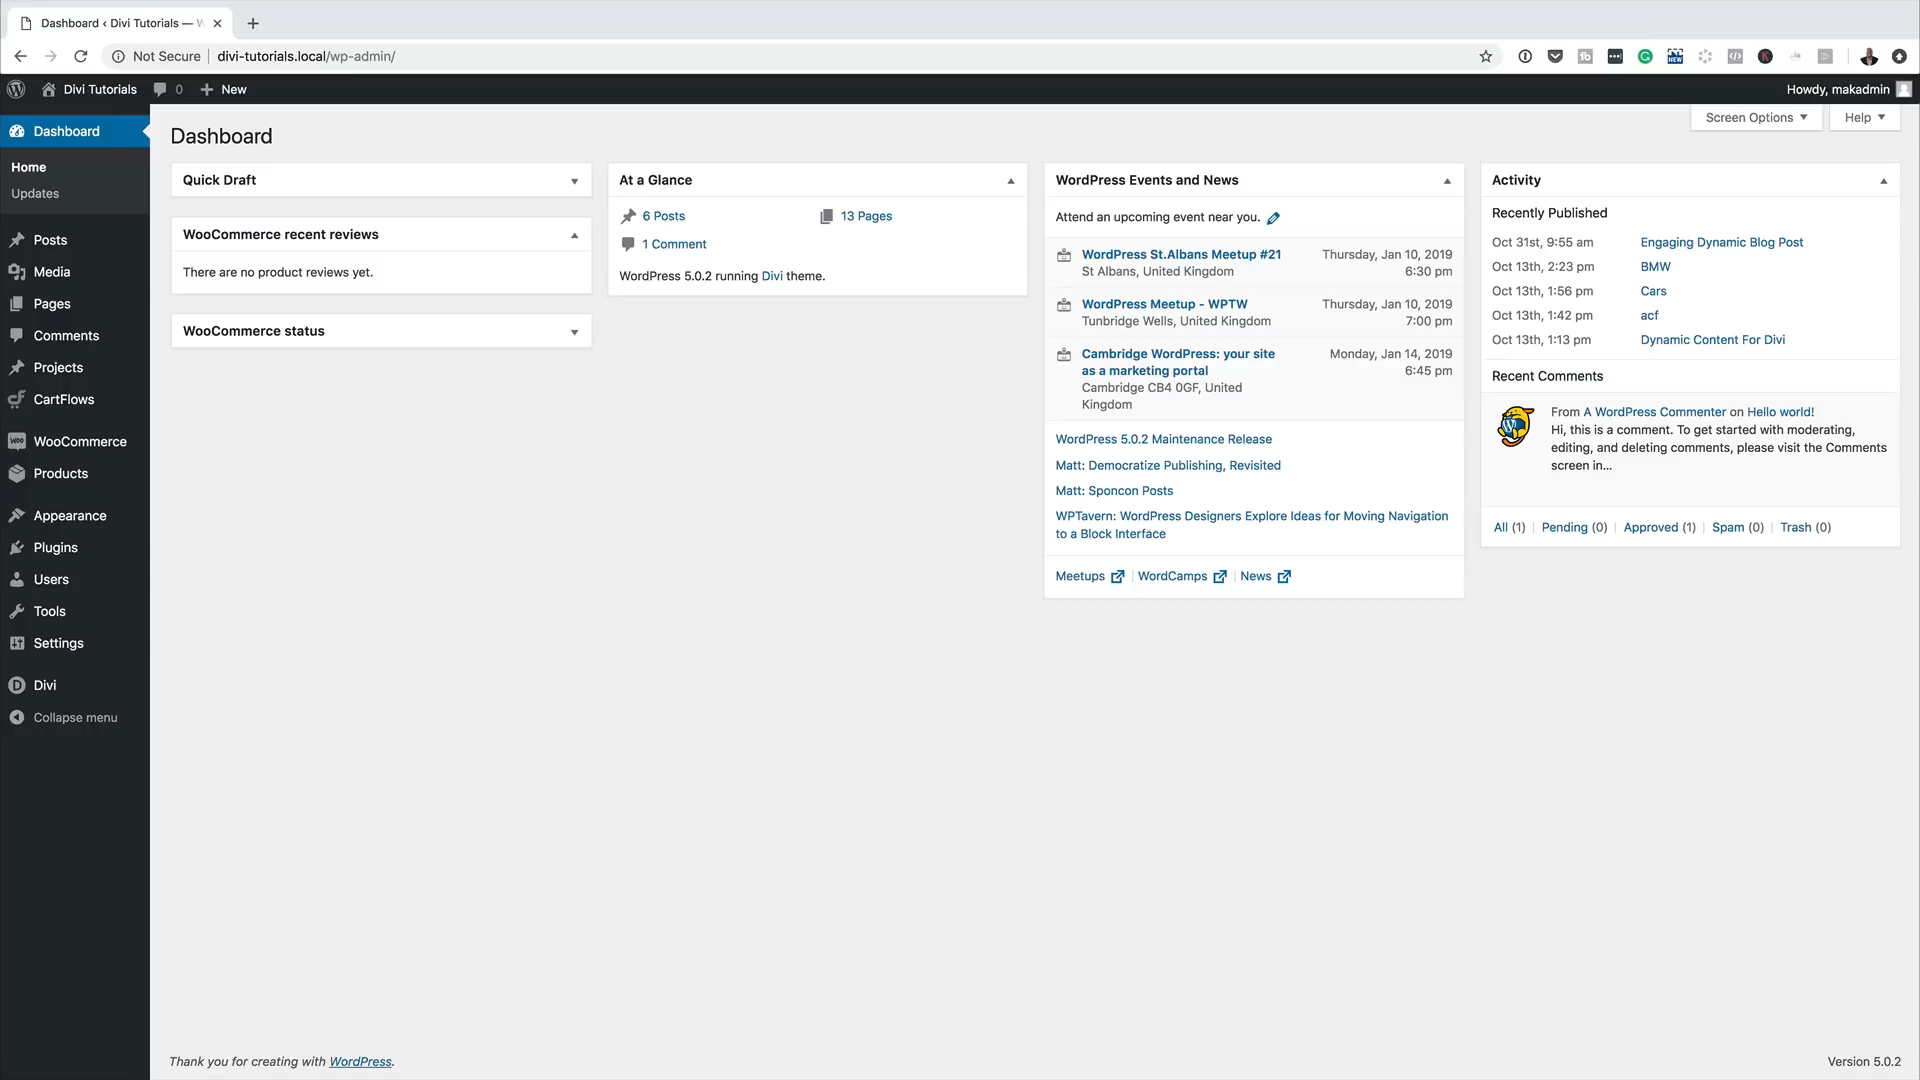 Dashboard ‹ Divi Tutorials —
Not Secure
divi-tutorials.local/wp-admin/
Divi Tutorials
0
New
Howdy, makadmin
Dashboard
Home
Updates
Posts
Media
Pages
Comments
Projects
CartFlows
WooCommerce
Products
Appearance
Plugins
Users
Tools
Settings
Divi
Collapse menu
Dashboard
Screen Options
Help
Quick Draft
WooCommerce recent reviews
There are no product reviews yet.
WooCommerce status
At a Glance
6 Posts
13 Pages
1 Comment
WordPress 5.0.2 running Divi theme.
WordPress Events and News
Attend an upcoming event near you.
WordPress St.Albans Meetup #21
Thursday, Jan 10, 2019
St Albans, United Kingdom
6:30 pm
WordPress Meetup - WPTW
Thursday, Jan 10, 2019
Tunbridge Wells, United Kingdom
7:00 pm
Cambridge WordPress: your site
Monday, Jan 14, 2019
as a marketing portal
6:45 pm
Cambridge CB4 0GF, United
Kingdom
WordPress 5.0.2 Maintenance Release
Matt: Democratize Publishing, Revisited
Matt: Sponcon Posts
WPTavern: WordPress Designers Explore Ideas for Moving Navigation
to a Block Interface
Meetups | WordCamps | News
Activity
Recently Published
Oct 31st, 9:55 am Engaging Dynamic Blog Post
Oct 13th, 2:23 pm BMW
Oct 13th, 1:56 pm Cars
Oct 13th, 1:42 pm acf
Oct 13th, 1:13 pm Dynamic Content For Divi
Recent Comments
From A WordPress Commenter on Hello world!
Hi, this is a comment. To get started with moderating,
editing, and deleting comments, please visit the Comments
screen in...
All (1) | Pending (0) | Approved (1) | Spam (0) | Trash (0)
Thank you for creating with WordPress.
Version 5.0.2